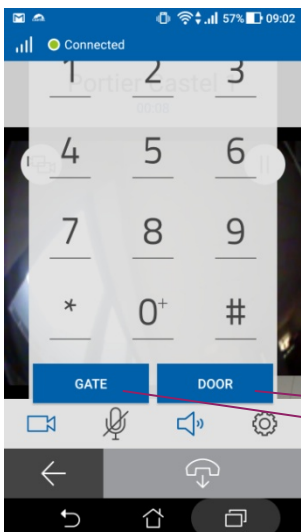 57% 09:02
Connected
Portier Castel 1
00:08
1 2 3
4 5 6
7 8 9
* 0+ #
GATE DOOR